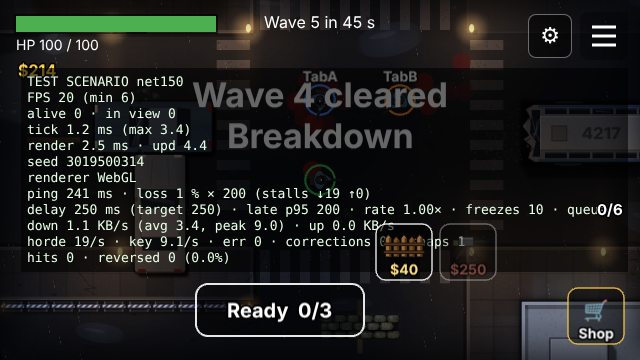 Wave 5 in 45 s
HP 100 / 100
$214
TEST SCENARIO net150
FPS 20 (min 6)
alive 0 · in view 0
tick 1.2 ms (max 3.4)
render 2.5 ms · upd 4.4
seed 3019500314
renderer WebGL
ping 241 ms · loss 1 % × 200 (stalls ↓19 ↑0)
delay 250 ms (target 250) · late p95 200 · rate 1.00× · freezes 10 ·
down 1.1 KB/s (avg 3.4, peak 9.0) · up 0.0 KB/s
horde 19/s · key 9.1/s · err 0 · corrections 1
hits 0 · reversed 0 (0.0%)
TabA
TabB
Wave 4 cleared
Breakdown
4217
0/6
$40
$250
Ready 0/3
Shop